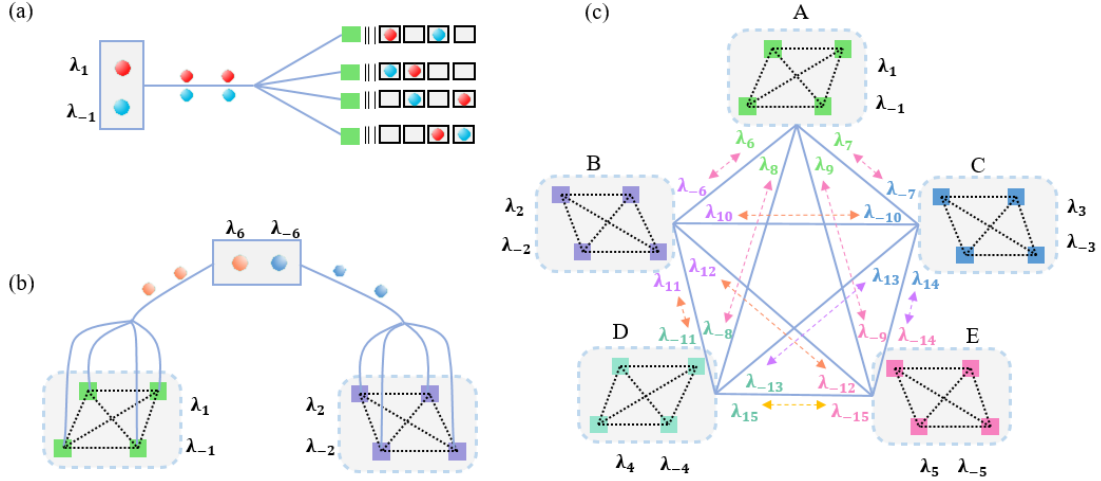 (a)
λ₁
λ₋₁
(b)
λ₆ λ₋₆
λ₁
λ₋₁
λ₂
λ₋₂
(c)
A
λ₁
λ₋₁
λ₆ λ₇
λ₈ λ₉
B
C
λ₂
λ₋₂
λ₋₆ λ₋₇
λ₁₀ λ₋₁₀
λ₃
λ₋₃
λ₁₂ λ₁₃
λ₁₁ λ₁₄
λ₋₁₁ λ₋₈ λ₋₉ λ₋₁₄
D
E
λ₋₁₃ λ₋₁₂
λ₁₅ λ₋₁₅
λ₄ λ₋₄
λ₅ λ₋₅